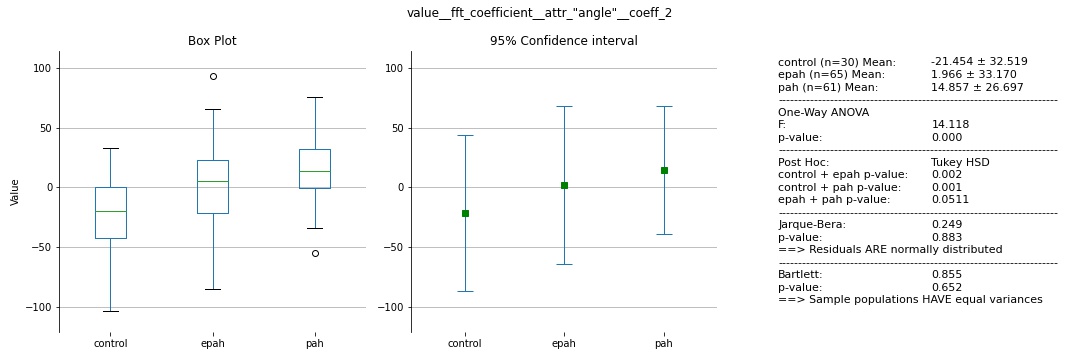 value__fft_coefficient__attr_"angle"__coeff_2
Box Plot
100
50
0
−50
−100
Value
control
epah
pah
95% Confidence interval
100
50
0
−50
−100
control
epah
pah
control (n=30) Mean: -21.454 ± 32.519
epah (n=65) Mean: 1.966 ± 33.170
pah (n=61) Mean: 14.857 ± 26.697
One-Way ANOVA
F: 14.118
p-value: 0.000
Post Hoc: Tukey HSD
control + epah p-value: 0.002
control + pah p-value: 0.001
epah + pah p-value: 0.0511
Jarque-Bera: 0.249
p-value: 0.883
==> Residuals ARE normally distributed
Bartlett: 0.855
p-value: 0.652
==> Sample populations HAVE equal variances